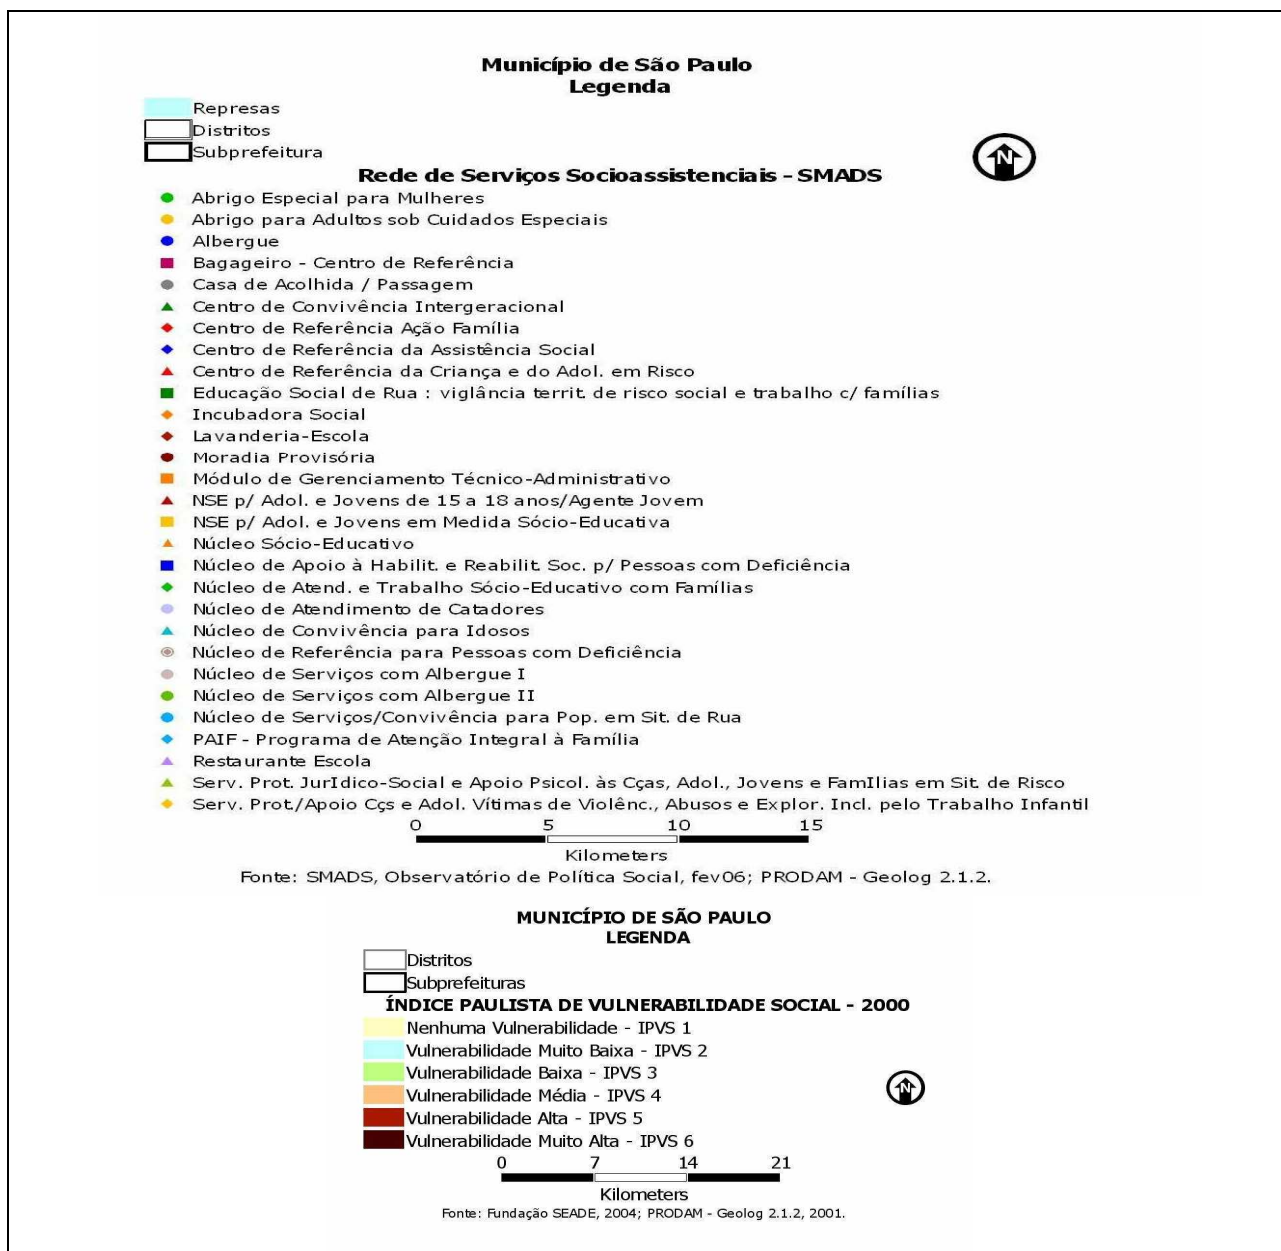 Município de São Paulo
Legenda
Represas
Distritos
Subprefeitura
N
Rede de Serviços Socioassistenciais - SMADS
Abrigo Especial para Mulheres
Abrigo para Adultos sob Cuidados Especiais
Albergue
Bagageiro - Centro de Referência
Casa de Acolhida / Passagem
Centro de Convivência Intergeracional
Centro de Referência Ação Família
Centro de Referência da Assistência Social
Centro de Referência da Criança e do Adol. em Risco
Educação Social de Rua : viglância territ. de risco social e trabalho c/ famílias
Incubadora Social
Lavanderia-Escola
Moradia Provisória
Módulo de Gerenciamento Técnico-Administrativo
NSE p/ Adol. e Jovens de 15 a 18 anos/Agente Jovem
NSE p/ Adol. e Jovens em Medida Sócio-Educativa
Núcleo Sócio-Educativo
Núcleo de Apoio à Habilit. e Reabilit. Soc. p/ Pessoas com Deficiência
Núcleo de Atend. e Trabalho Sócio-Educativo com Famílias
Núcleo de Atendimento de Catadores
Núcleo de Convivência para Idosos
Núcleo de Referência para Pessoas com Deficiência
Núcleo de Serviços com Albergue I
Núcleo de Serviços com Albergue II
Núcleo de Serviços/Convivência para Pop. em Sit. de Rua
PAIF - Programa de Atenção Integral à Família
Restaurante Escola
Serv. Prot. JurIdico-Social e Apoio Psicol. às Cças, Adol., Jovens e FamIlias em Sit. de Risco
Serv. Prot./Apoio Cçs e Adol. Vítimas de Violênc., Abusos e Explor. Incl. pelo Trabalho Infantil
0 5 10 15
Kilometers
Fonte: SMADS, Observatório de Política Social, fev06; PRODAM - Geolog 2.1.2.
MUNICÍPIO DE SÃO PAULO
LEGENDA
Distritos
Subprefeituras
ÍNDICE PAULISTA DE VULNERABILIDADE SOCIAL - 2000
Nenhuma Vulnerabilidade - IPVS 1
Vulnerabilidade Muito Baixa - IPVS 2
Vulnerabilidade Baixa - IPVS 3
Vulnerabilidade Média - IPVS 4
Vulnerabilidade Alta - IPVS 5
Vulnerabilidade Muito Alta - IPVS 6
N
0 7 14 21
Kilometers
Fonte: Fundação SEADE, 2004; PRODAM - Geolog 2.1.2, 2001.